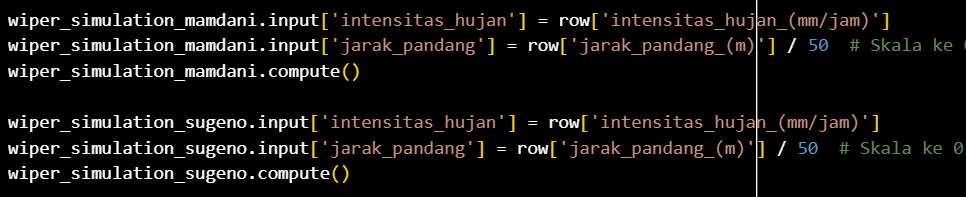 wiper_simulation_mamdani.input['intensitas_hujan'] = row['intensitas_hujan_(mm/jam)']
wiper_simulation_mamdani.input['jarak_pandang'] = row['jarak_pandang_(m)'] / 50  # Skala ke
wiper_simulation_mamdani.compute()

wiper_simulation_sugeno.input['intensitas_hujan'] = row['intensitas_hujan_(mm/jam)']
wiper_simulation_sugeno.input['jarak_pandang'] = row['jarak_pandang_(m)'] / 50  # Skala ke 0
wiper_simulation_sugeno.compute()